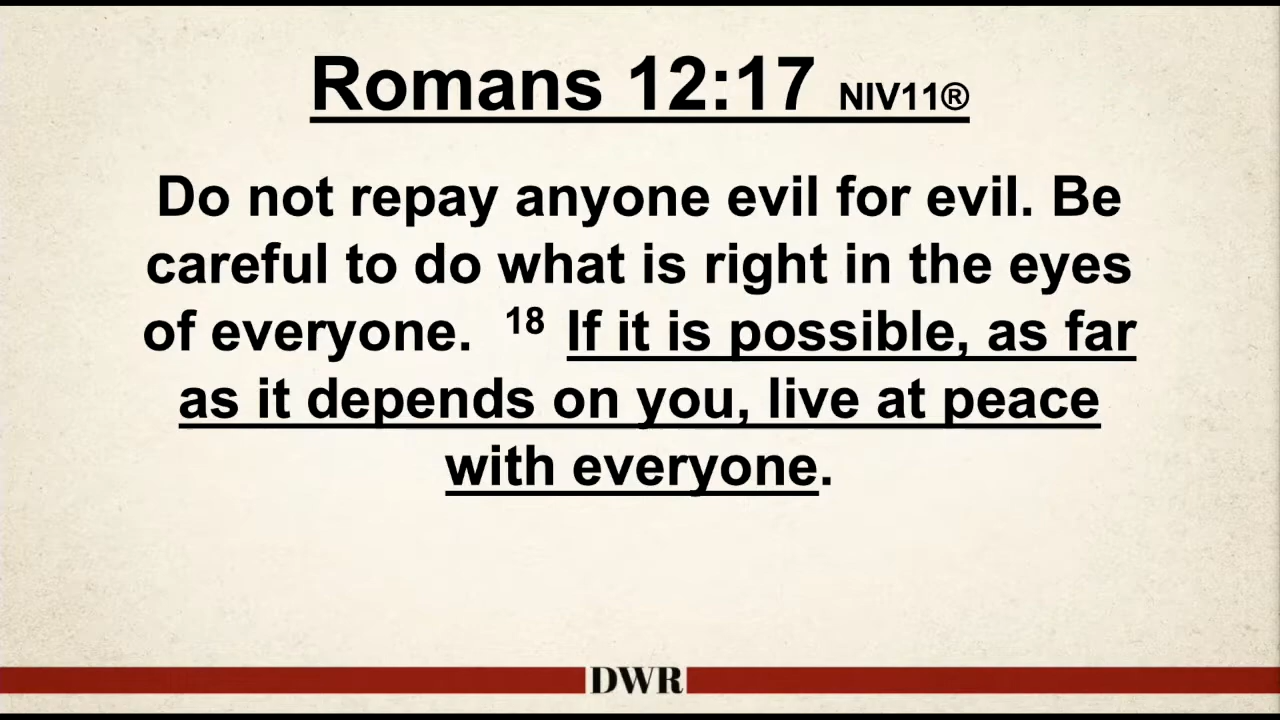 Romans 12:17 NIV11®
Do not repay anyone evil for evil. Be
careful to do what is right in the eyes
of everyone. 18 If it is possible, as far
as it depends on you, live at peace
with everyone.
DWR